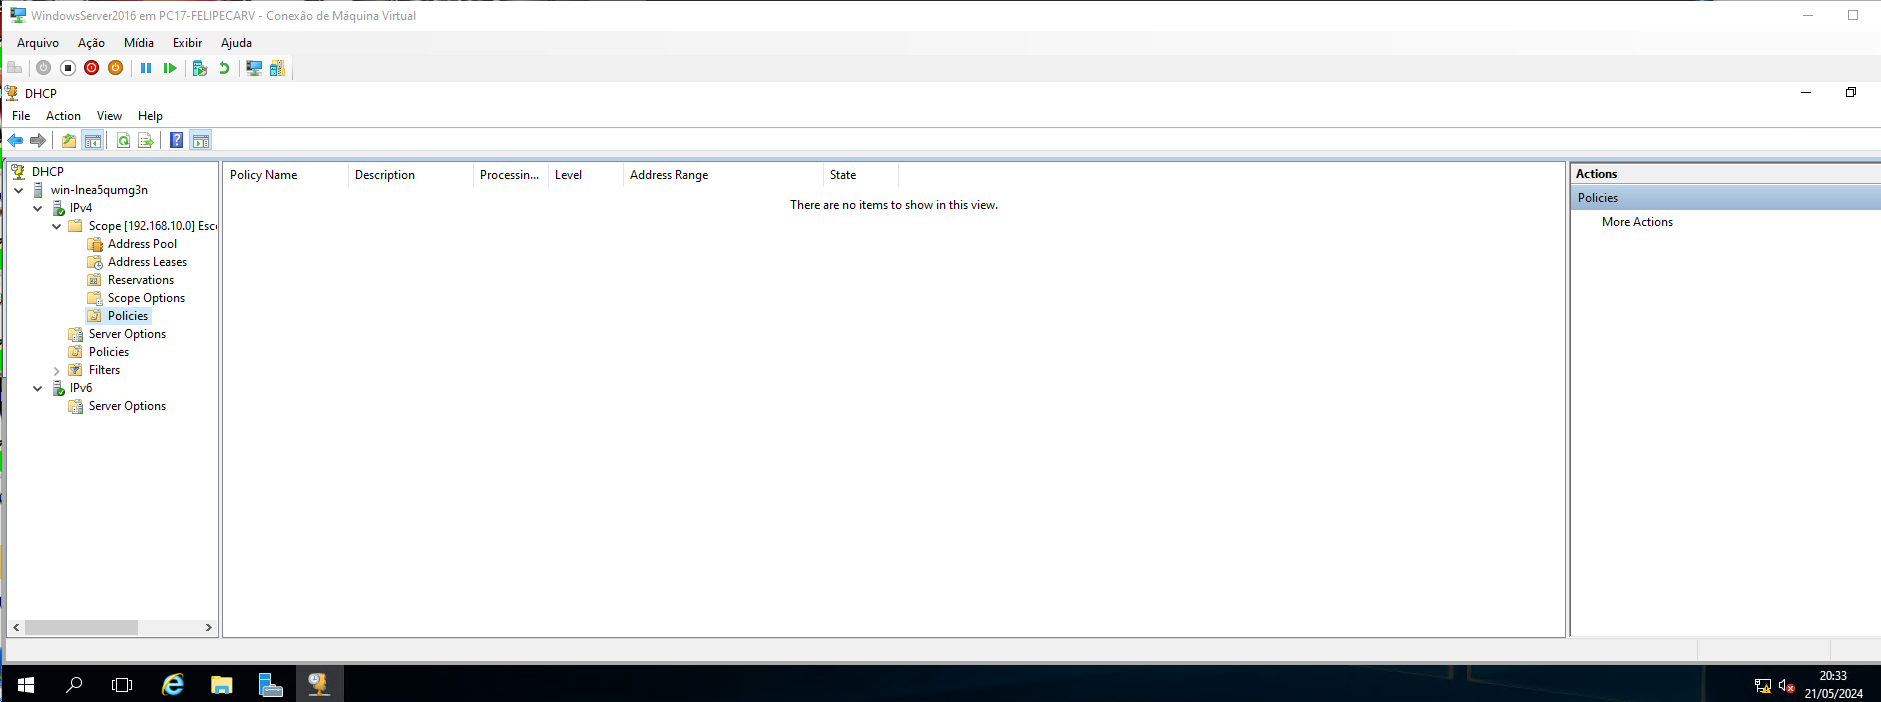 WindowsServer2016 em PC17-FELIPECARV - Conexão de Máquina Virtual
Arquivo Ação Mídia Exibir Ajuda
DHCP
File Action View Help
DHCP
win-lnea5qumg3n
IPv4
Scope [192.168.10.0] Esco
Address Pool
Address Leases
Reservations
Scope Options
Policies
Server Options
Policies
Filters
IPv6
Server Options
Policy Name Description Processin... Level Address Range State
There are no items to show in this view.
Actions
Policies
More Actions
20:33
21/05/2024